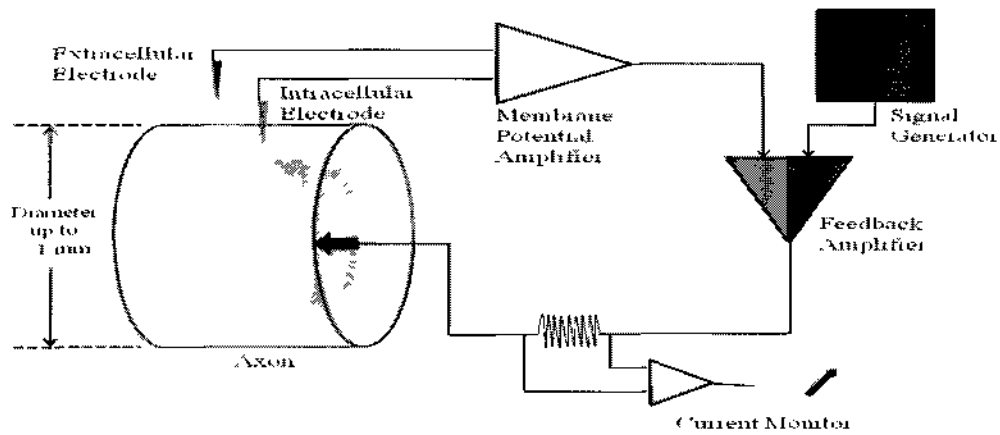 Extracellular
Electrode
Intracellular
Electrode
Membrane
Potential
Amplifier
Signal
Generator
Diameter
up to
1 mm
Feedback
Amplifier
Axon
Current Monitor